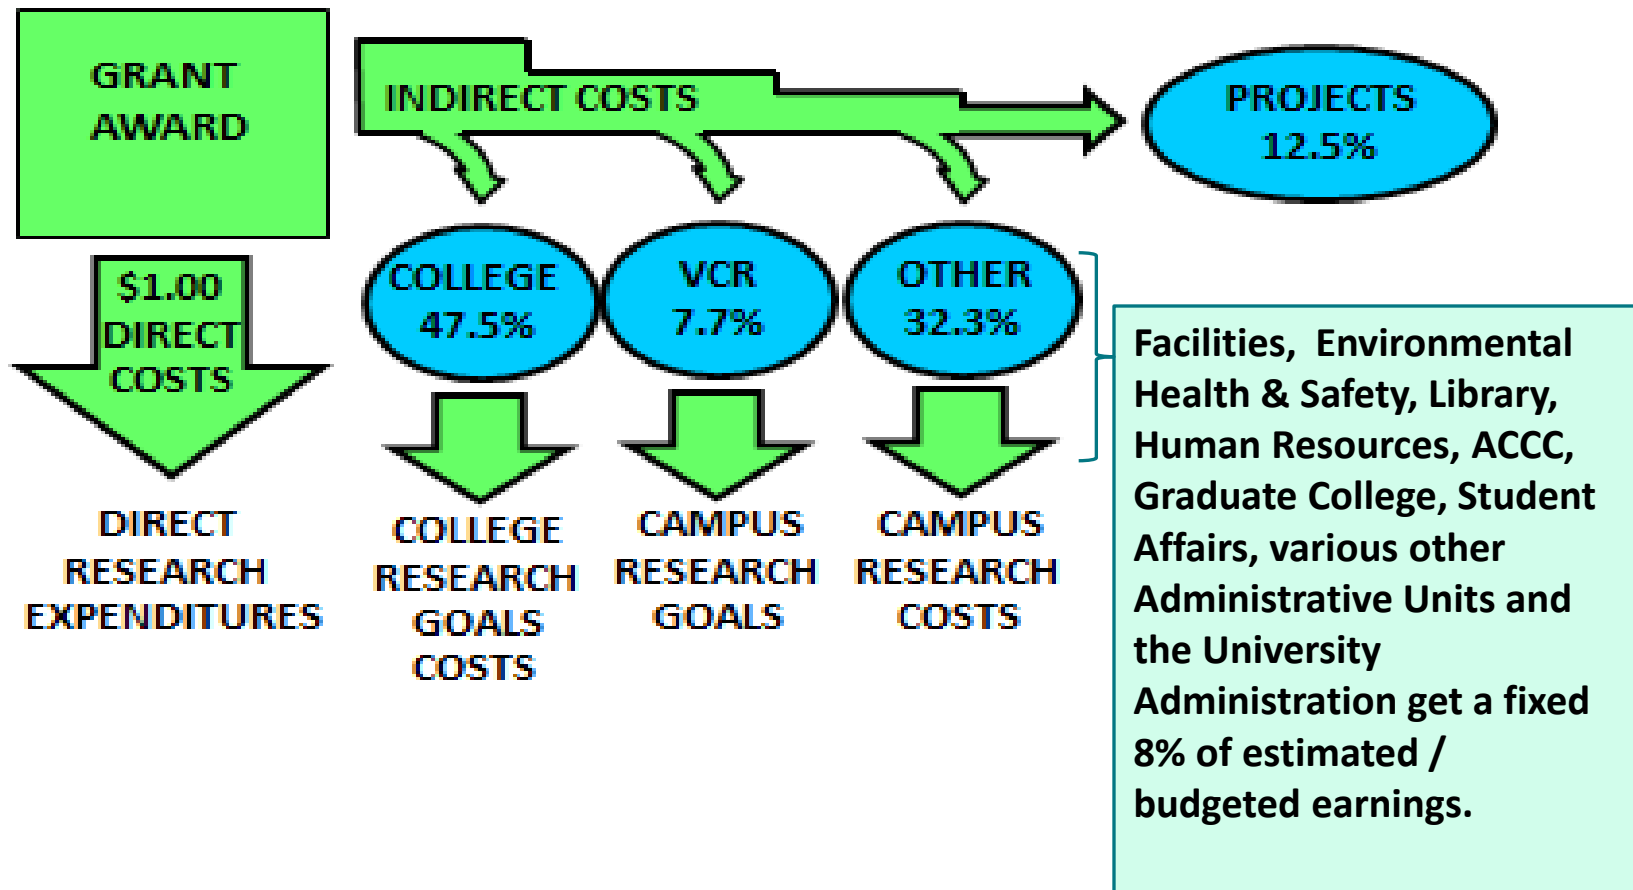 GRANT
AWARD
$1.00
DIRECT
COSTS
DIRECT
RESEARCH
EXPENDITURES
INDIRECT COSTS
PROJECTS
12.5%
COLLEGE
47.5%
COLLEGE
RESEARCH
GOALS
COSTS
VCR
7.7%
CAMPUS
RESEARCH
GOALS
OTHER
32.3%
CAMPUS
RESEARCH
COSTS
Facilities, Environmental
Health & Safety, Library,
Human Resources, ACCC,
Graduate College, Student
Affairs, various other
Administrative Units and
the University
Administration get a fixed
8% of estimated /
budgeted earnings.